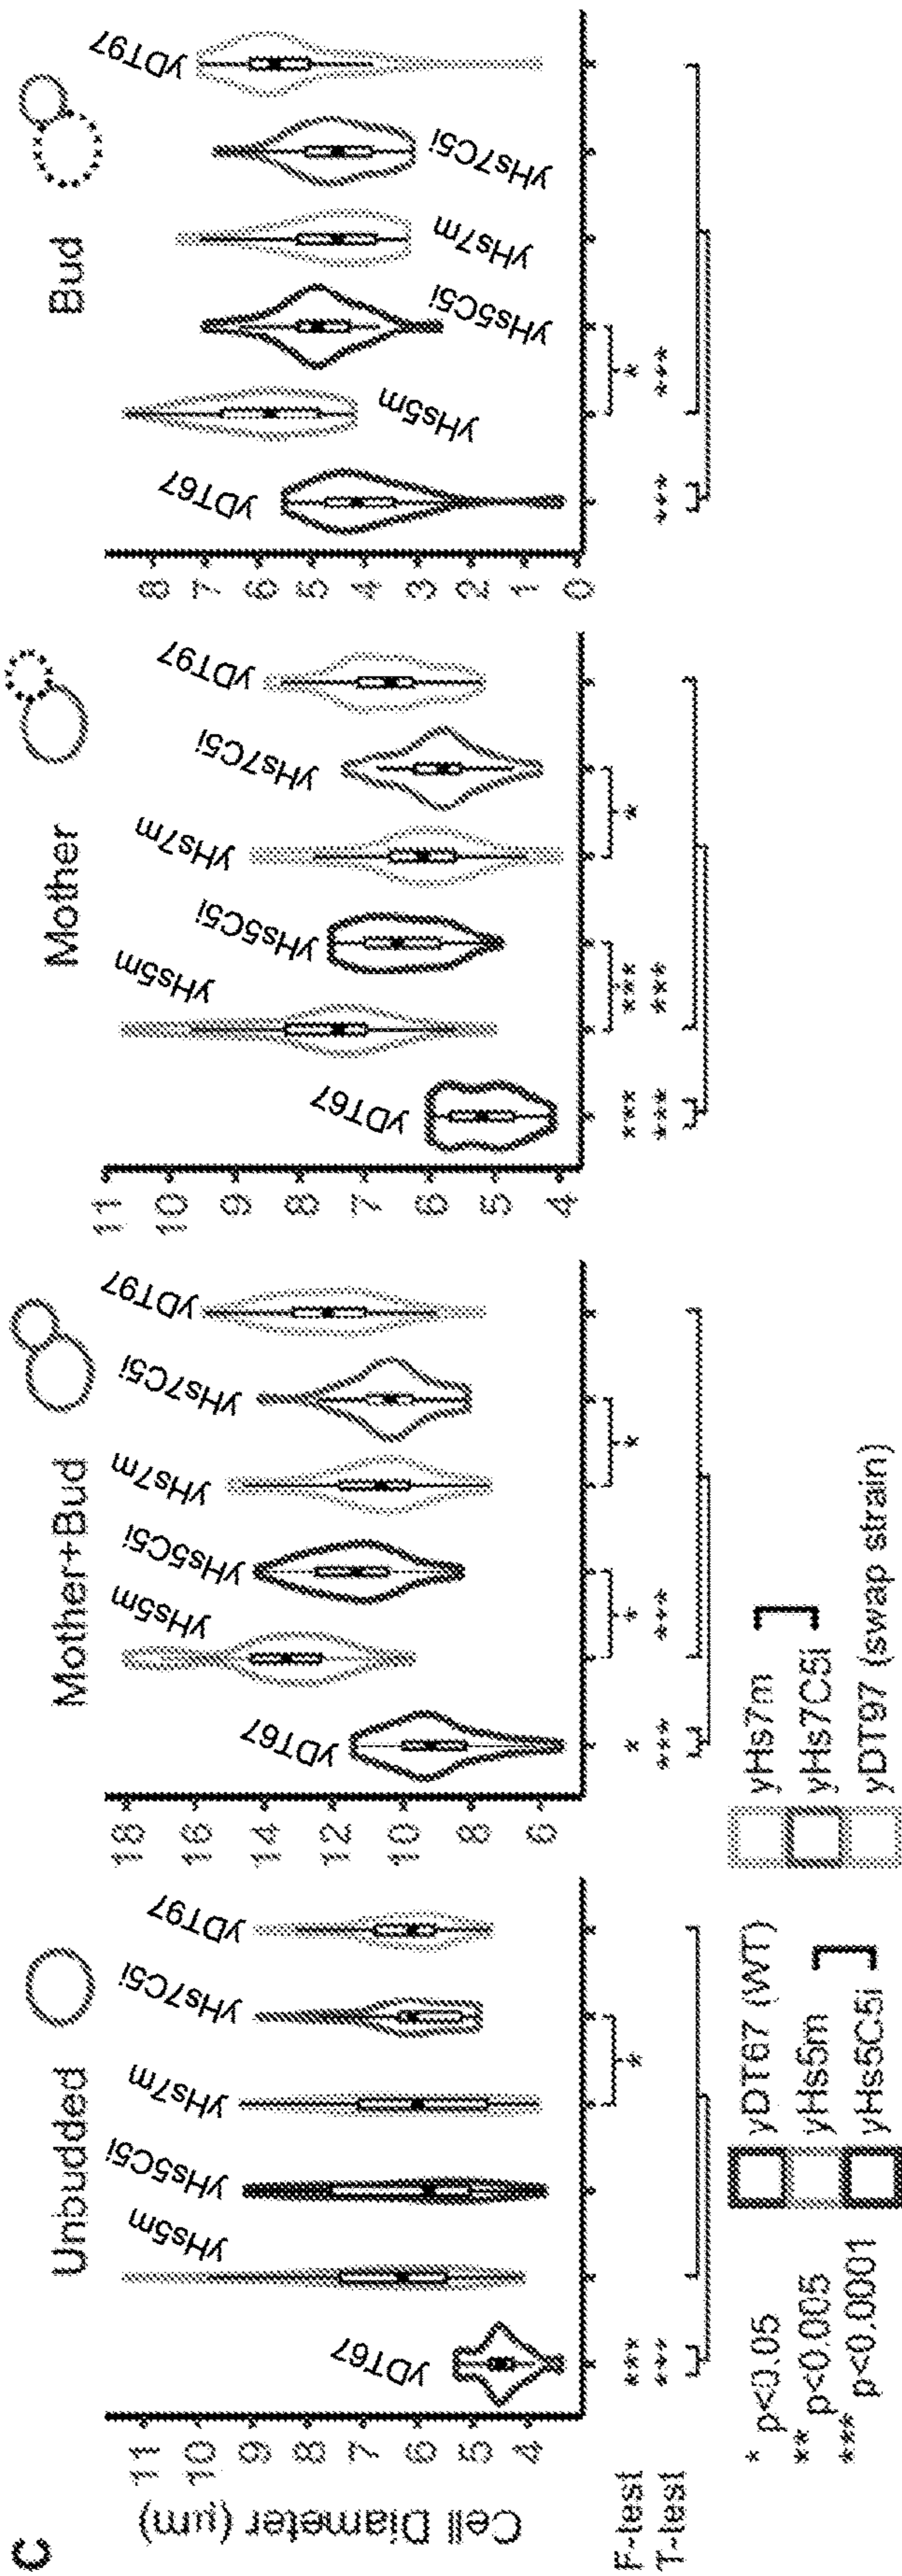 C
Unbudded
Mother+Bud
Mother
Bud
Cell Diameter (µm)
11
10
9
8
7
6
5
4
yDT67
yHs5m
yHs5C5i
yHs7m
yHs7C5i
yDT97
18
16
14
12
10
8
6
yDT67
yHs5m
yHs5C5i
yHs7m
yHs7C5i
yDT97
11
10
9
8
7
6
5
4
yDT67
yHs5m
yHs5C5i
yHs7m
yHs7C5i
yDT97
8
7
6
5
4
3
2
1
0
yDT67
yHs5m
yHs5C5i
yHs7m
yHs7C5i
yDT97
F-test *** * * * * *** *** * *
T-test *** *** *** *** *** *** ***
* p<0.05
** p<0.005
*** p<0.0001
yDT67 (WT)
yHs5m
yHs5C5i
yHs7m
yHs7C5i
yDT97 (swap strain)